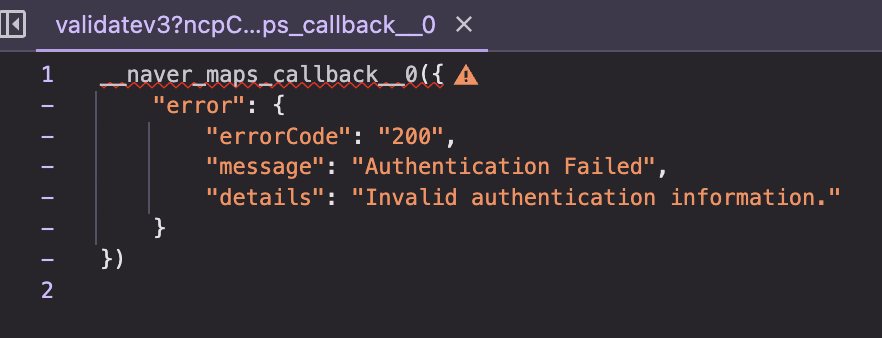 validatev3?ncpC...ps_callback__0
1 __naver_maps_callback__0({
- "error": {
- "errorCode": "200",
- "message": "Authentication Failed",
- "details": "Invalid authentication information."
- }
- })
2